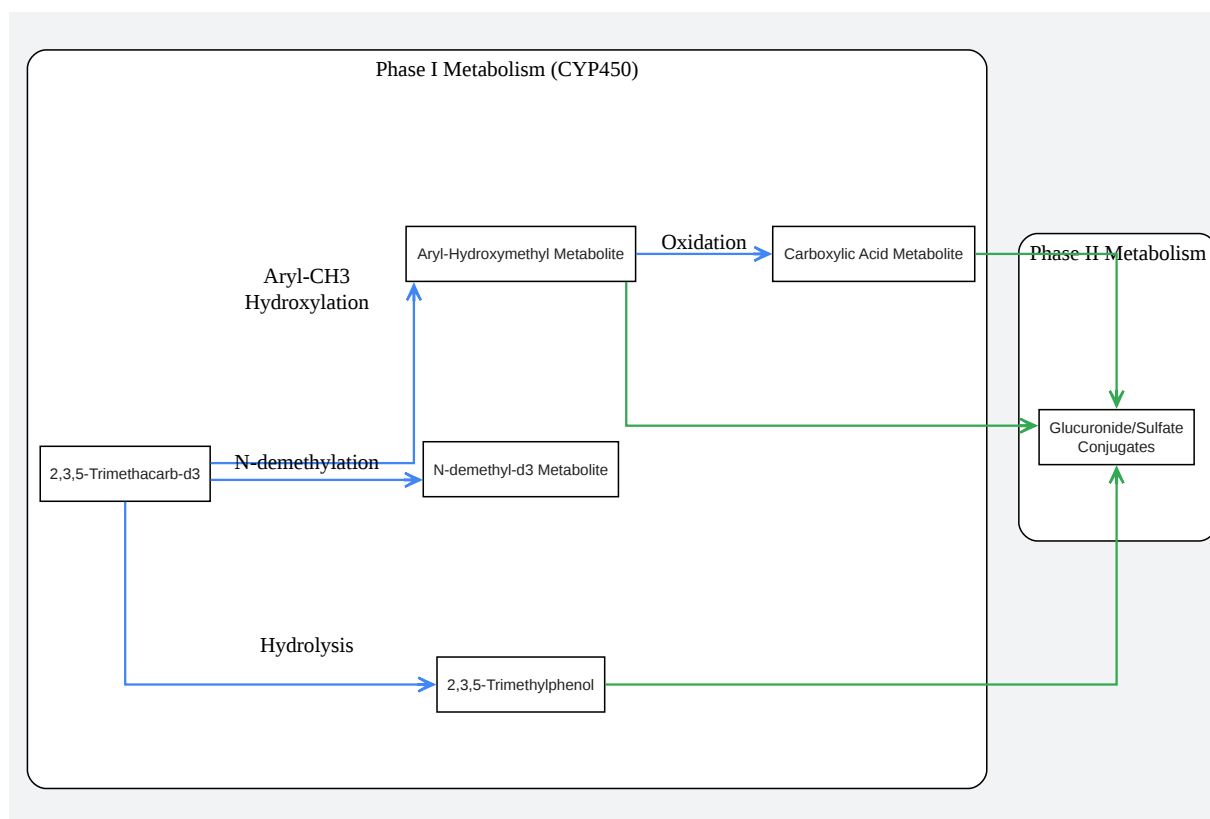 Phase I Metabolism (CYP450)
Aryl-Hydroxymethyl Metabolite
Oxidation
Carboxylic Acid Metabolite
Phase II Metabolism
Aryl-CH3
Hydroxylation
Glucuronide/Sulfate
Conjugates
2,3,5-Trimethacarb-d3
N-demethylation
N-demethyl-d3 Metabolite
Hydrolysis
2,3,5-Trimethylphenol